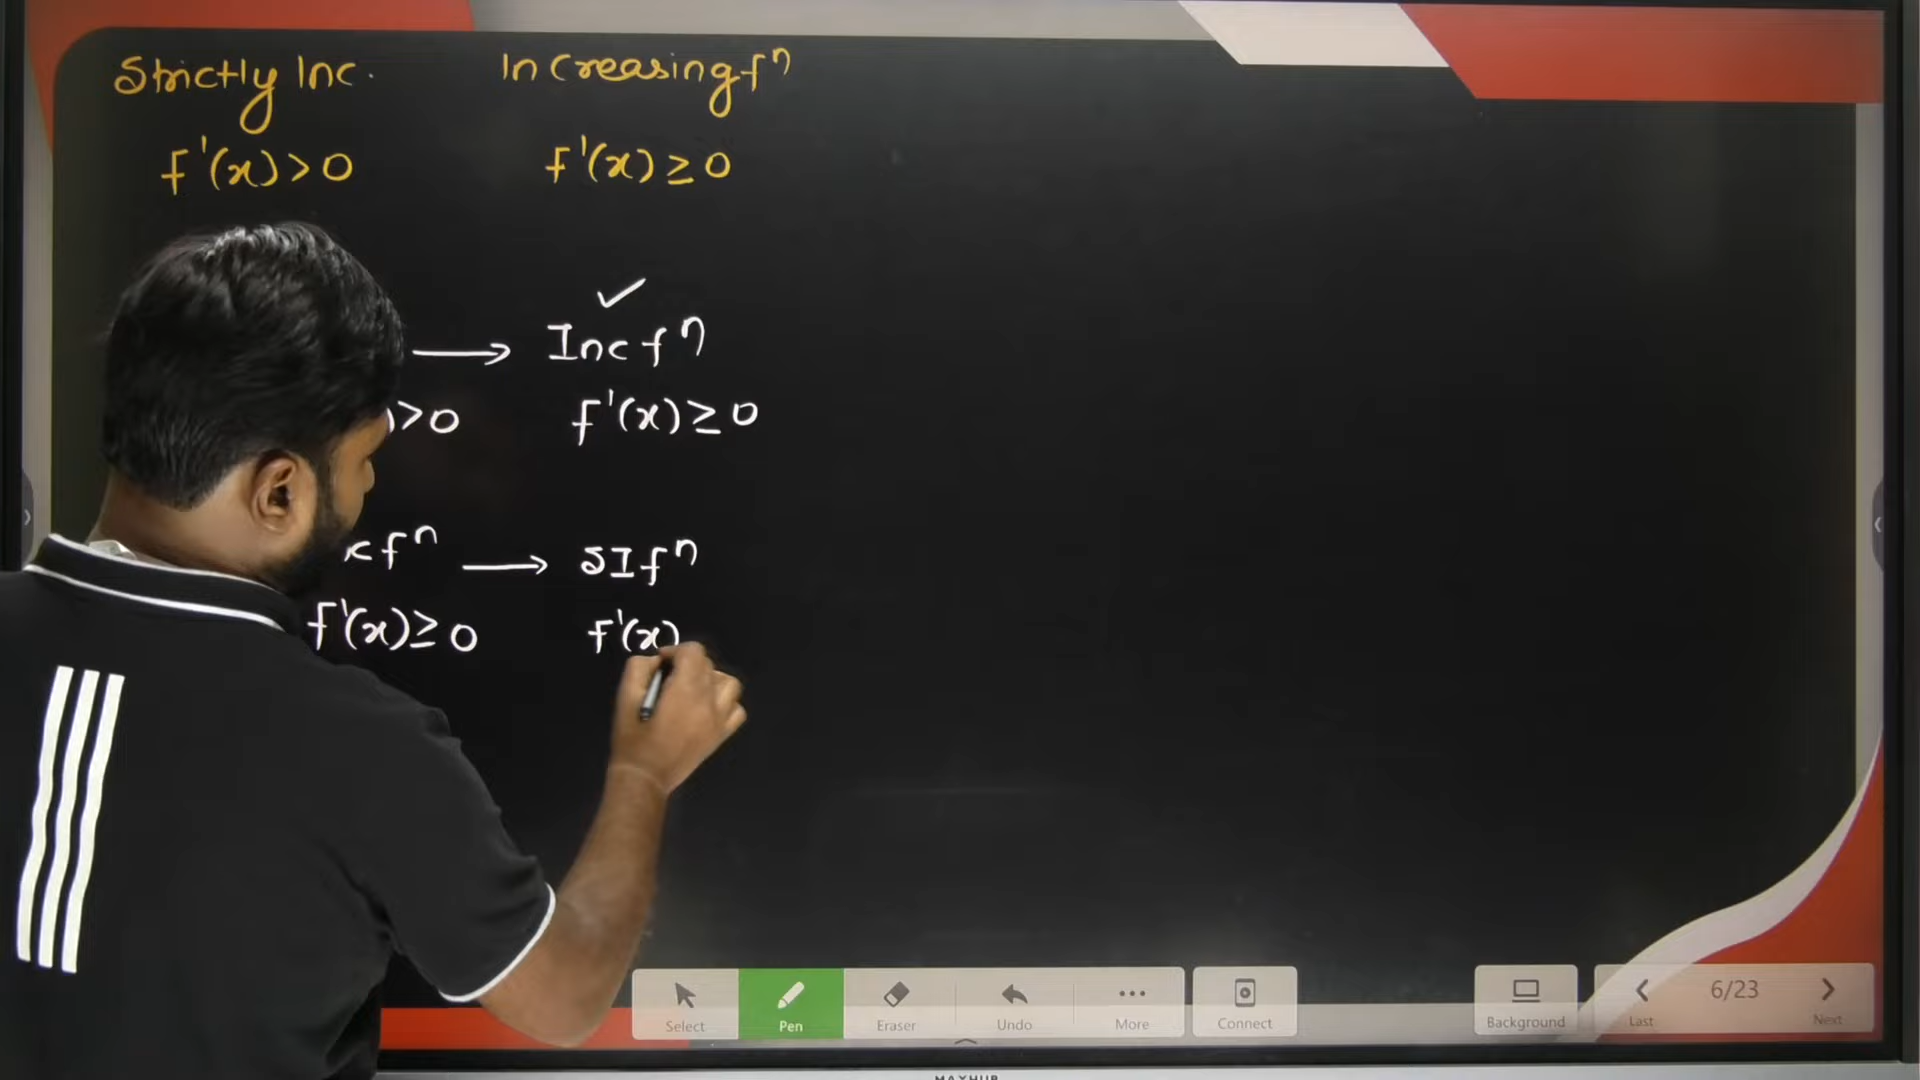 Strictly Inc. Increasing fⁿ
f'(x)>0 f'(x)≥0
⟶ Inc fⁿ
>0 f'(x)≥0
fⁿ ⟶ SI fⁿ
f'(x)≥0 f'(x)
Select Pen Eraser Undo More Connect Background Last 6/23 Next
MAXHUB